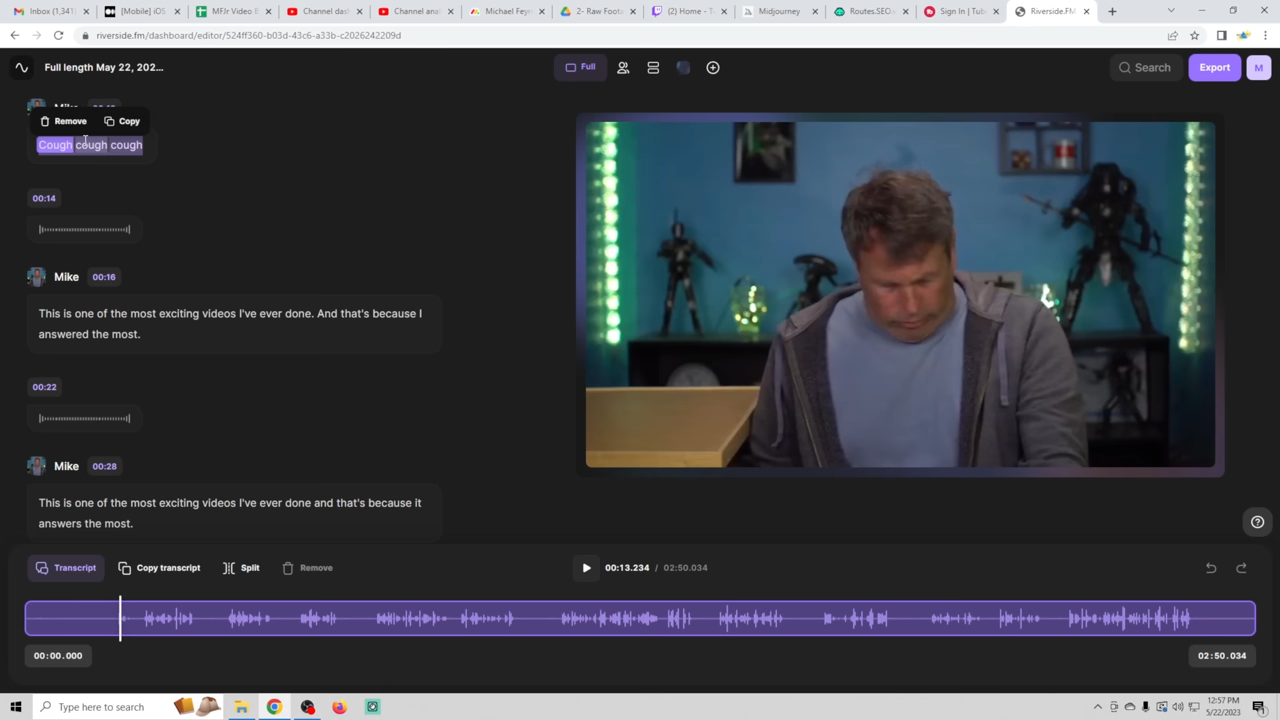 Inbox (1,341)
[Mobile] iOS
MFJr Video B
Channel dash
Channel ana
Michael Feyr
2- Raw Foota
(2) Home - T
Midjourney
Routes.SEO.
Sign In | Tub
Riverside.FM
riverside.fm/dashboard/editor/524ff360-b03d-43c6-a33b-c2026242209d
Full length May 22, 202...
Full
Search
Export
M
Mike
Remove
Copy
Cough cough cough
00:14
Mike 00:16
This is one of the most exciting videos I've ever done. And that's because I
answered the most.
00:22
Mike 00:28
This is one of the most exciting videos I've ever done and that's because it
answers the most.
Transcript
Copy transcript
Split
Remove
00:13.234 / 02:50.034
00:00.000
02:50.034
Type here to search
12:57 PM
5/22/2023